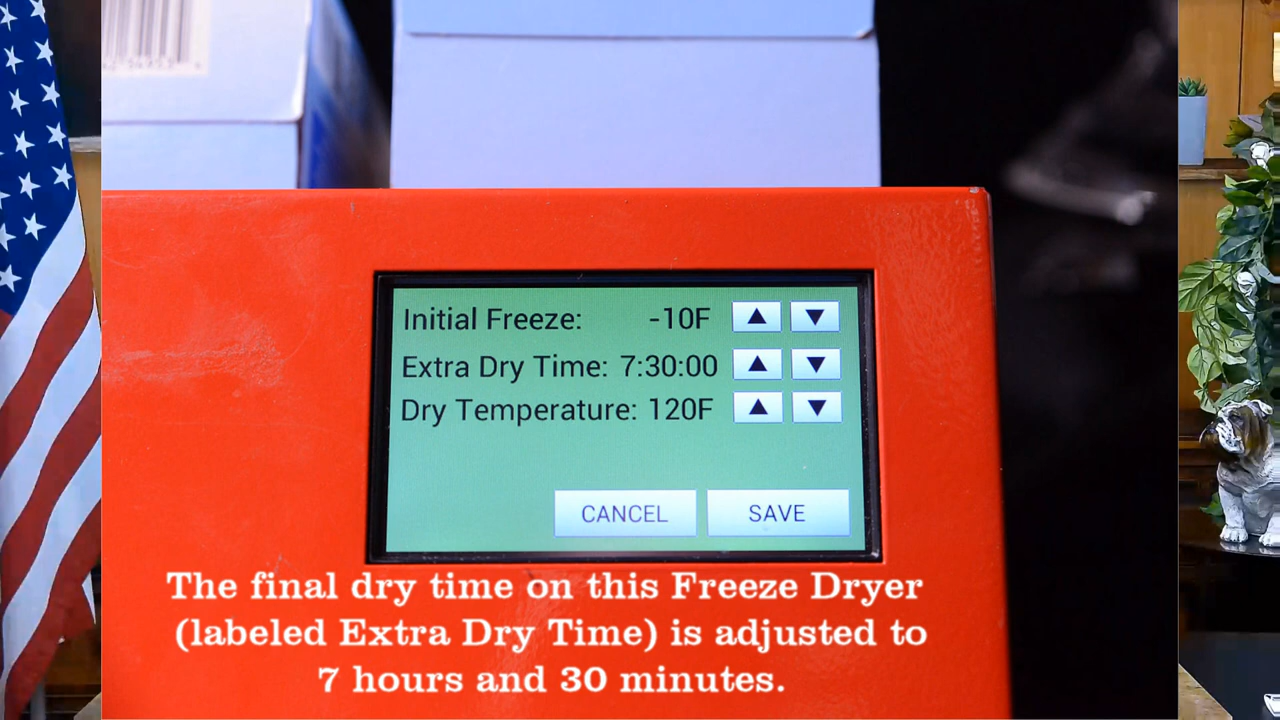 Initial Freeze: -10F ▲ ▼
Extra Dry Time: 7:30:00 ▲ ▼
Dry Temperature: 120F ▲ ▼
CANCEL SAVE
The final dry time on this Freeze Dryer
(labeled Extra Dry Time) is adjusted to
7 hours and 30 minutes.